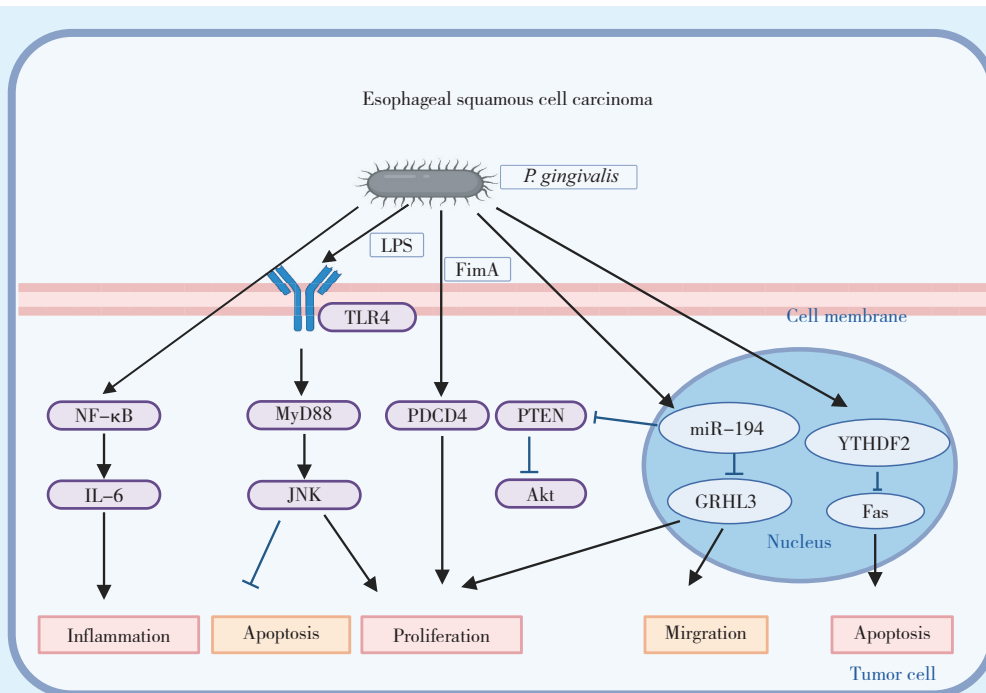 Esophageal squamous cell carcinoma
P. gingivalis
LPS
FimA
TLR4
Cell membrane
NF-κB
MyD88
PDCD4
PTEN
miR-194
YTHDF2
IL-6
JNK
Akt
GRHL3
Fas
Nucleus
Inflammation
Apoptosis
Proliferation
Mirgration
Apoptosis
Tumor cell